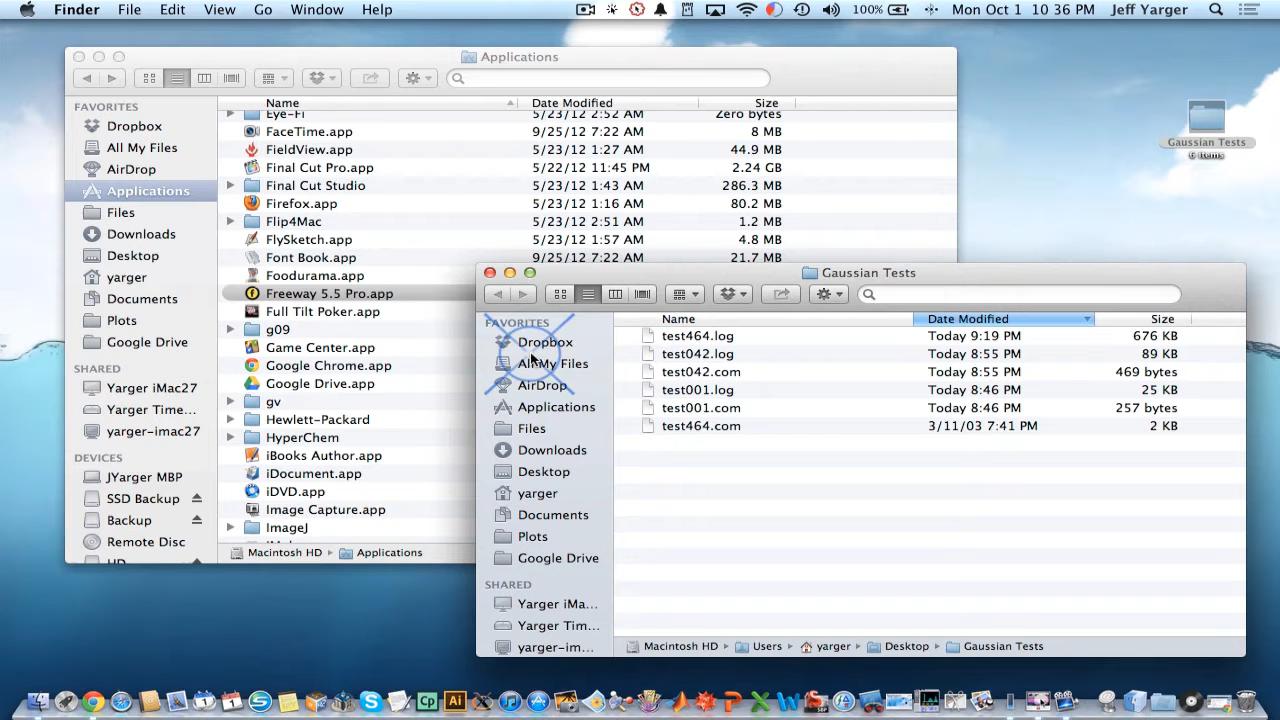 Finder File Edit View Go Window Help 100% Mon Oct 1 10:36 PM Jeff Yarger
Applications
FAVORITES
Dropbox
All My Files
AirDrop
Applications
Files
Downloads
Desktop
yarger
Documents
Plots
Google Drive
SHARED
Yarger iMac27
Yarger Time...
yarger-imac27
DEVICES
JYarger MBP
SSD Backup
Backup
Remote Disc
HD
Name Date Modified Size
Eye-Fi 5/23/12 2:52 AM Zero bytes
FaceTime.app 9/25/12 7:22 AM 8 MB
FieldView.app 5/23/12 1:27 AM 44.9 MB
Final Cut Pro.app 5/22/12 11:45 PM 2.24 GB
Final Cut Studio 5/23/12 1:43 AM 286.3 MB
Firefox.app 5/23/12 1:16 AM 80.2 MB
Flip4Mac 5/23/12 2:51 AM 1.2 MB
FlySketch.app 5/23/12 1:57 AM 4.8 MB
Font Book.app 9/25/12 7:22 AM 21.7 MB
Foodurama.app
Freeway 5.5 Pro.app
Full Tilt Poker.app
g09
Game Center.app
Google Chrome.app
Google Drive.app
gv
Hewlett-Packard
HyperChem
iBooks Author.app
iDocument.app
iDVD.app
Image Capture.app
ImageJ
Macintosh HD Applications
Gaussian Tests
6 items
Gaussian Tests
FAVORITES
Dropbox
All My Files
AirDrop
Applications
Files
Downloads
Desktop
yarger
Documents
Plots
Google Drive
SHARED
Yarger iMa...
Yarger Tim...
yarger-im...
Name Date Modified Size
test464.log Today 9:19 PM 676 KB
test042.log Today 8:55 PM 89 KB
test042.com Today 8:55 PM 469 bytes
test001.log Today 8:46 PM 25 KB
test001.com Today 8:46 PM 257 bytes
test464.com 3/11/03 7:41 PM 2 KB
Macintosh HD Users yarger Desktop Gaussian Tests